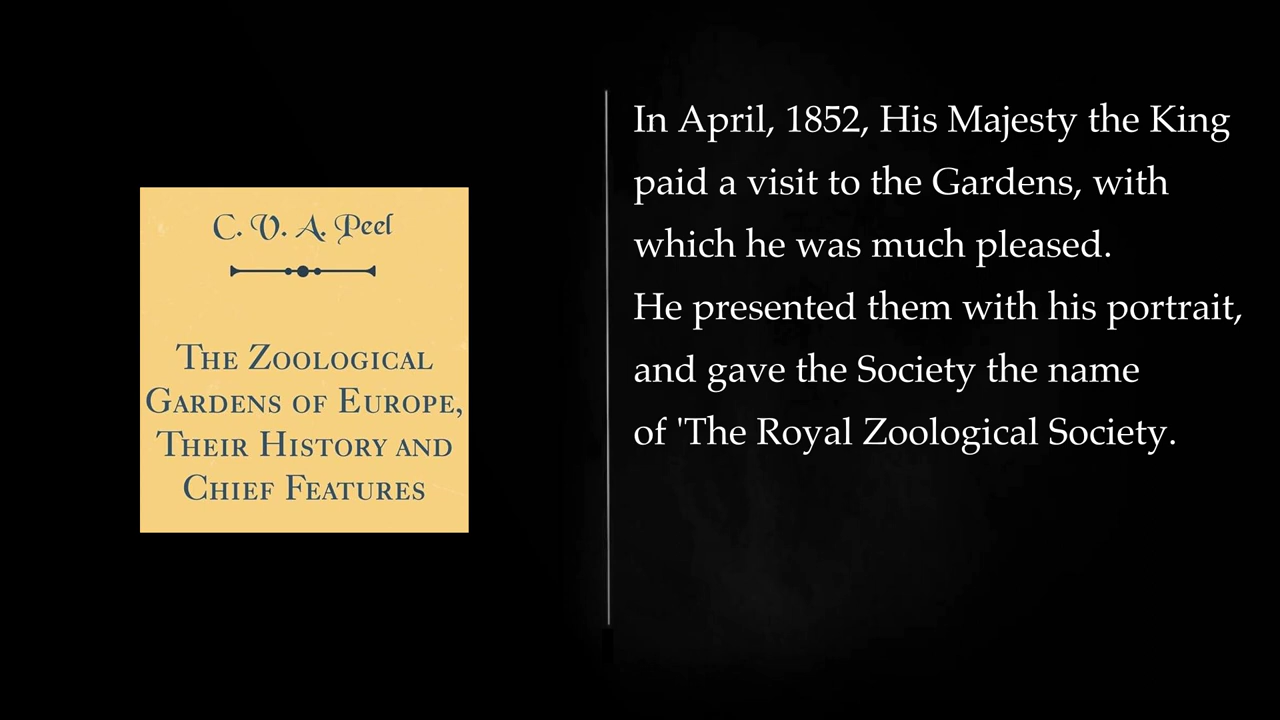 C. V. A. Peel
The Zoological
Gardens of Europe,
Their History and
Chief Features
In April, 1852, His Majesty the King
paid a visit to the Gardens, with
which he was much pleased.
He presented them with his portrait,
and gave the Society the name
of 'The Royal Zoological Society.